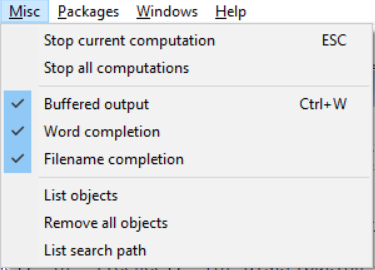 Misc Packages Windows Help
Stop current computation ESC
Stop all computations
Buffered output Ctrl+W
Word completion
Filename completion
List objects
Remove all objects
List search path